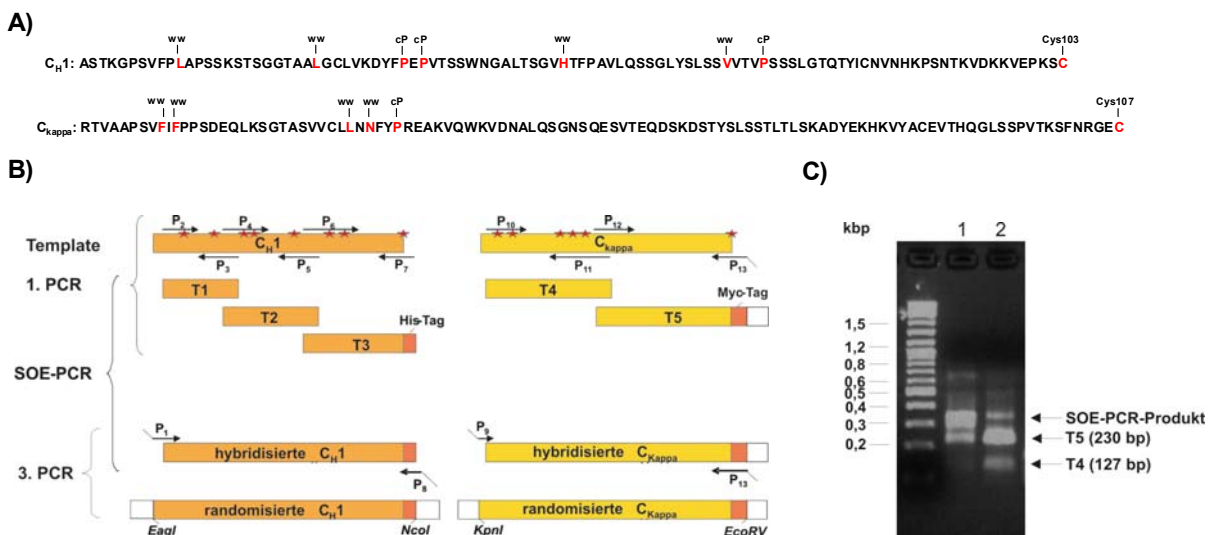 A)
ww ww cP cP ww ww cP Cys103
CH1: ASTKGPSVFPLAPSSKSTSGGTAALGCLVKDYFPEPVTSSWNGALTSGVHTFPAVLQSSGLYSLSSVVTVPSSSLGTQTYICNVNHKPSNTKVDKKVEPKSC
ww ww ww ww cP Cys107
Ckappa: RTVAAPSVFIFPPSDEQLKSGTASVVCLLNNFYPREAKVQWKVDNALQSGNSQESVTEQDSKDSTYSLSSTLTLSKADYEKHKVYACEVTHQGLSSPVTKSFNRGEC
B)
C)
P2 P4 P6 P10 P12
Template CH1 Ckappa
P3 P5 P7 P11 P13
1. PCR
T1 T4
T2 Myc-Tag T5
His-Tag
T3
SOE-PCR
P1 P9
3. PCR hybridisierte CH1 hybridisierte CKappa
P8 P13
randomisierte CH1 randomisierte CKappa
EagI NcoI KpnI EcoRV
kbp 1 2
1,5
1,2
0,8
0,6
0,5
0,4
0,3
0,2
SOE-PCR-Produkt
T5 (230 bp)
T4 (127 bp)